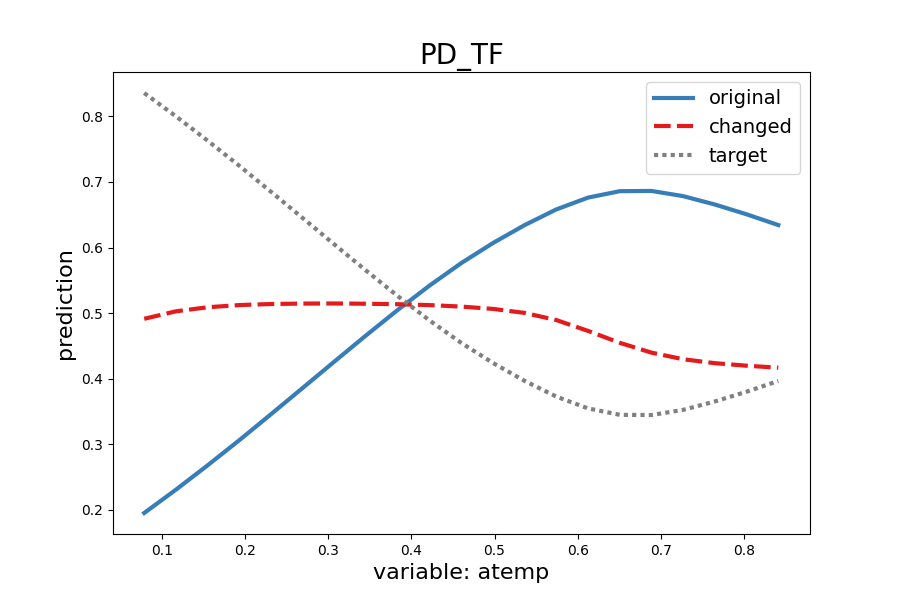 PD_TF
original
changed
target
0.8
0.7
0.6
0.5
0.4
0.3
0.2
prediction
0.1 0.2 0.3 0.4 0.5 0.6 0.7 0.8
variable: atemp